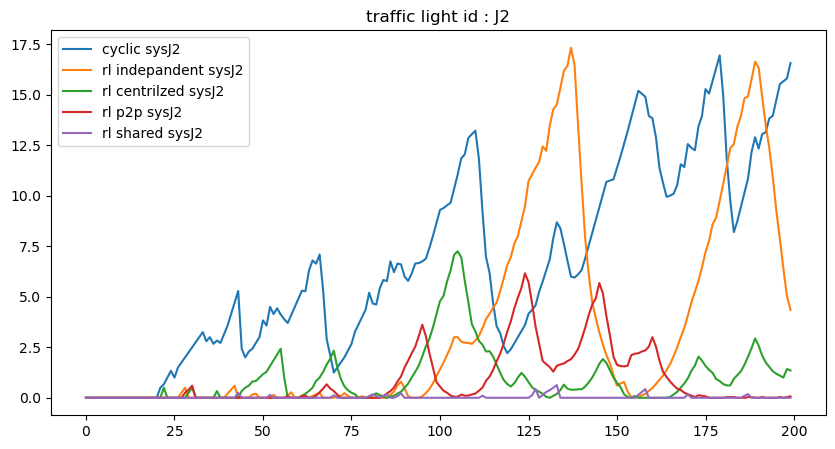 traffic light id : J2
17.5
15.0
12.5
10.0
7.5
5.0
2.5
0.0
cyclic sysJ2
rl indepandent sysJ2
rl centrilzed sysJ2
rl p2p sysJ2
rl shared sysJ2
0 25 50 75 100 125 150 175 200